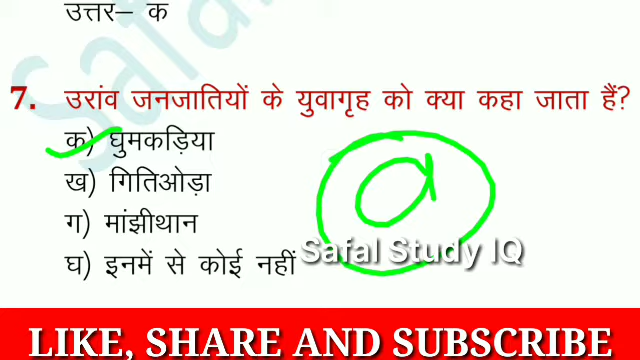 उत्तर– क
7. उरांव जनजातियों के युवागृह को क्या कहा जाता हैं?
क) घुमकड़िया
ख) गितिओड़ा
ग) मांझीथान
घ) इनमें से कोई नहीं
a
Safal Study IQ
LIKE, SHARE AND SUBSCRIBE